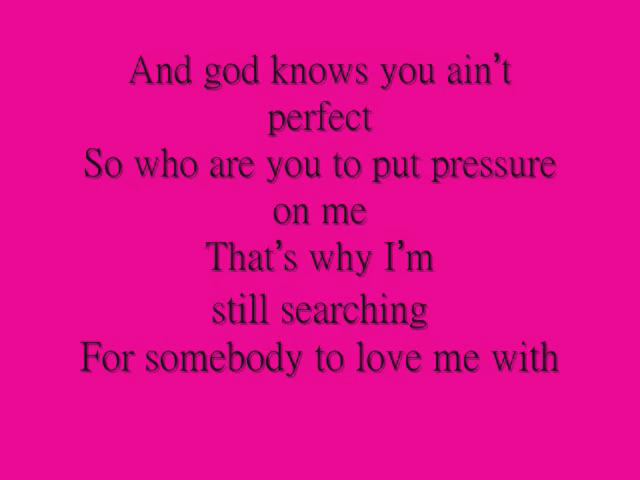 And god knows you ain’t
perfect
So who are you to put pressure
on me
That’s why I’m
still searching
For somebody to love me with